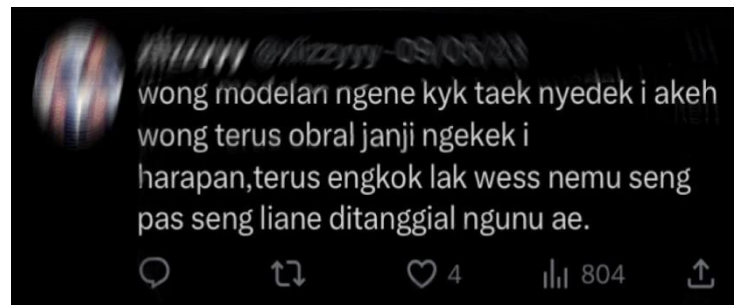 wong modelan ngene kyk taek nyedek i akeh
wong terus obral janji ngekek i
harapan,terus engkok lak wess nemu seng
pas seng liane ditanggial ngunu ae.
4 804